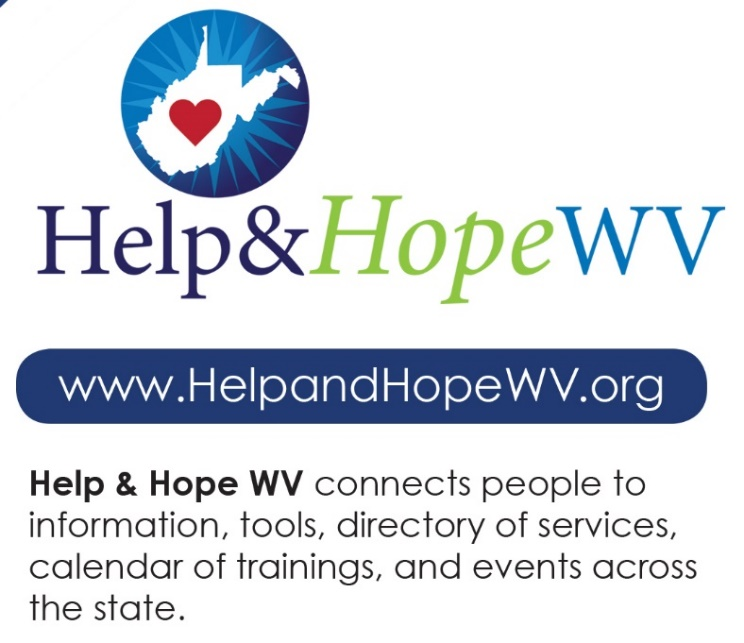 Help&HopeWV
www.HelpandHopeWV.org
Help & Hope WV connects people to
information, tools, directory of services,
calendar of trainings, and events across
the state.